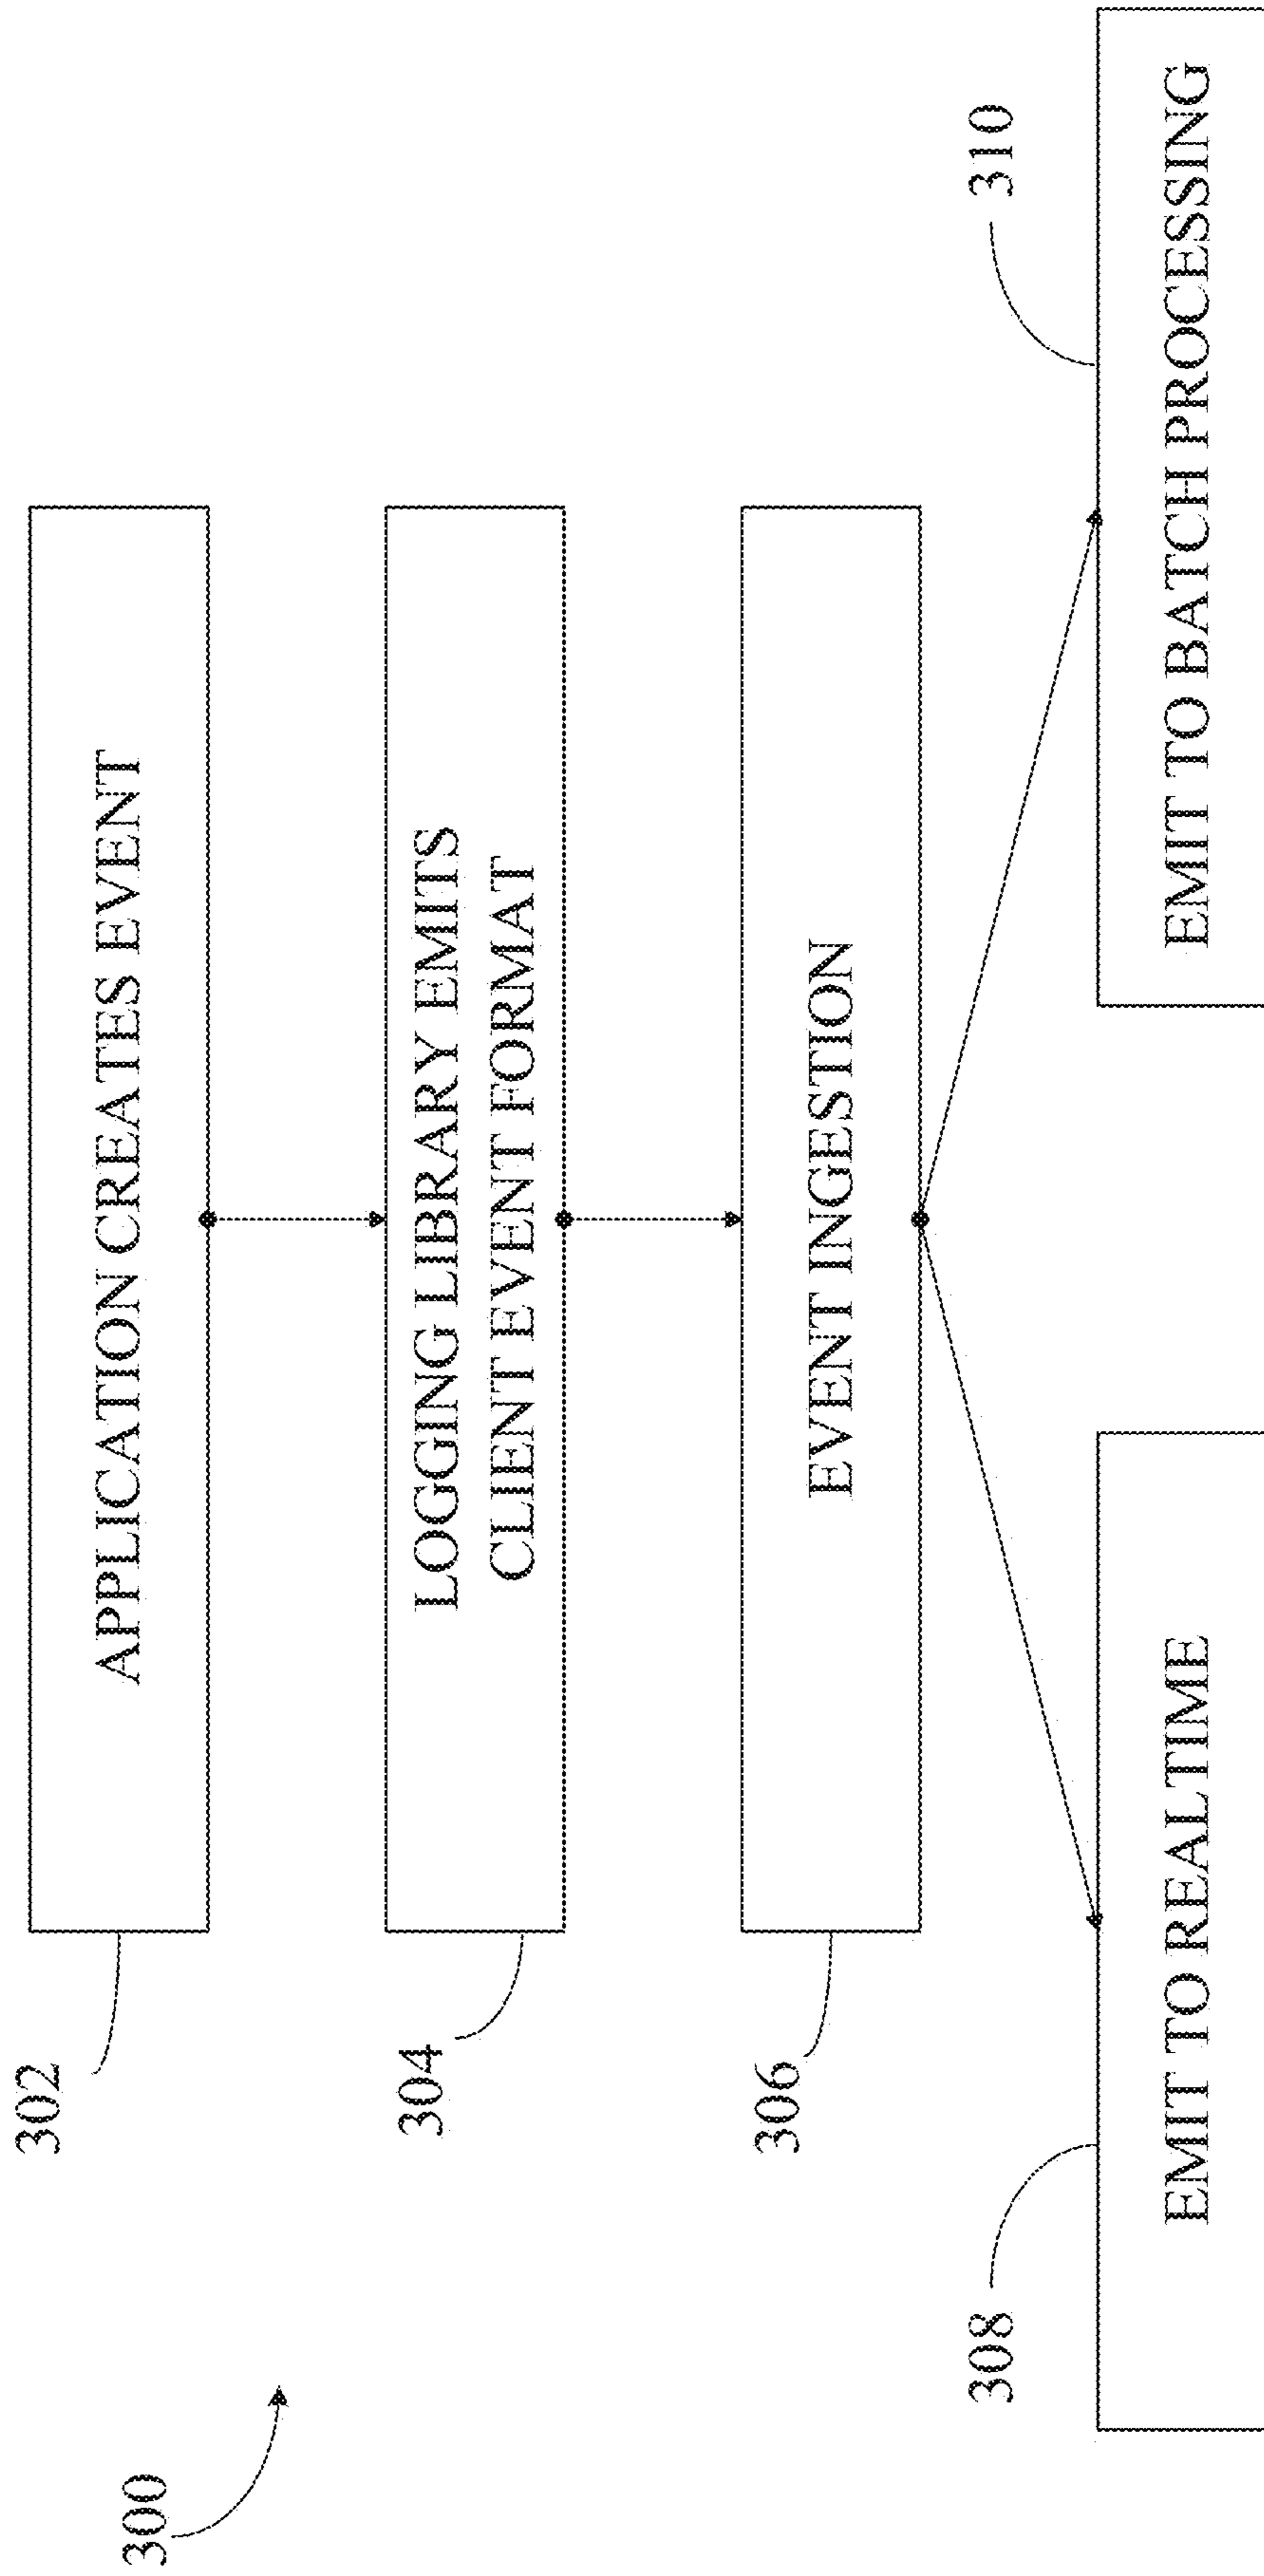 300
302
APPLICATION CREATES EVENT
304
LOGGING LIBRARY EMITS
CLIENT EVENT FORMAT
306
EVENT INGESTION
308
EMIT TO REALTIME
310
EMIT TO BATCH PROCESSING